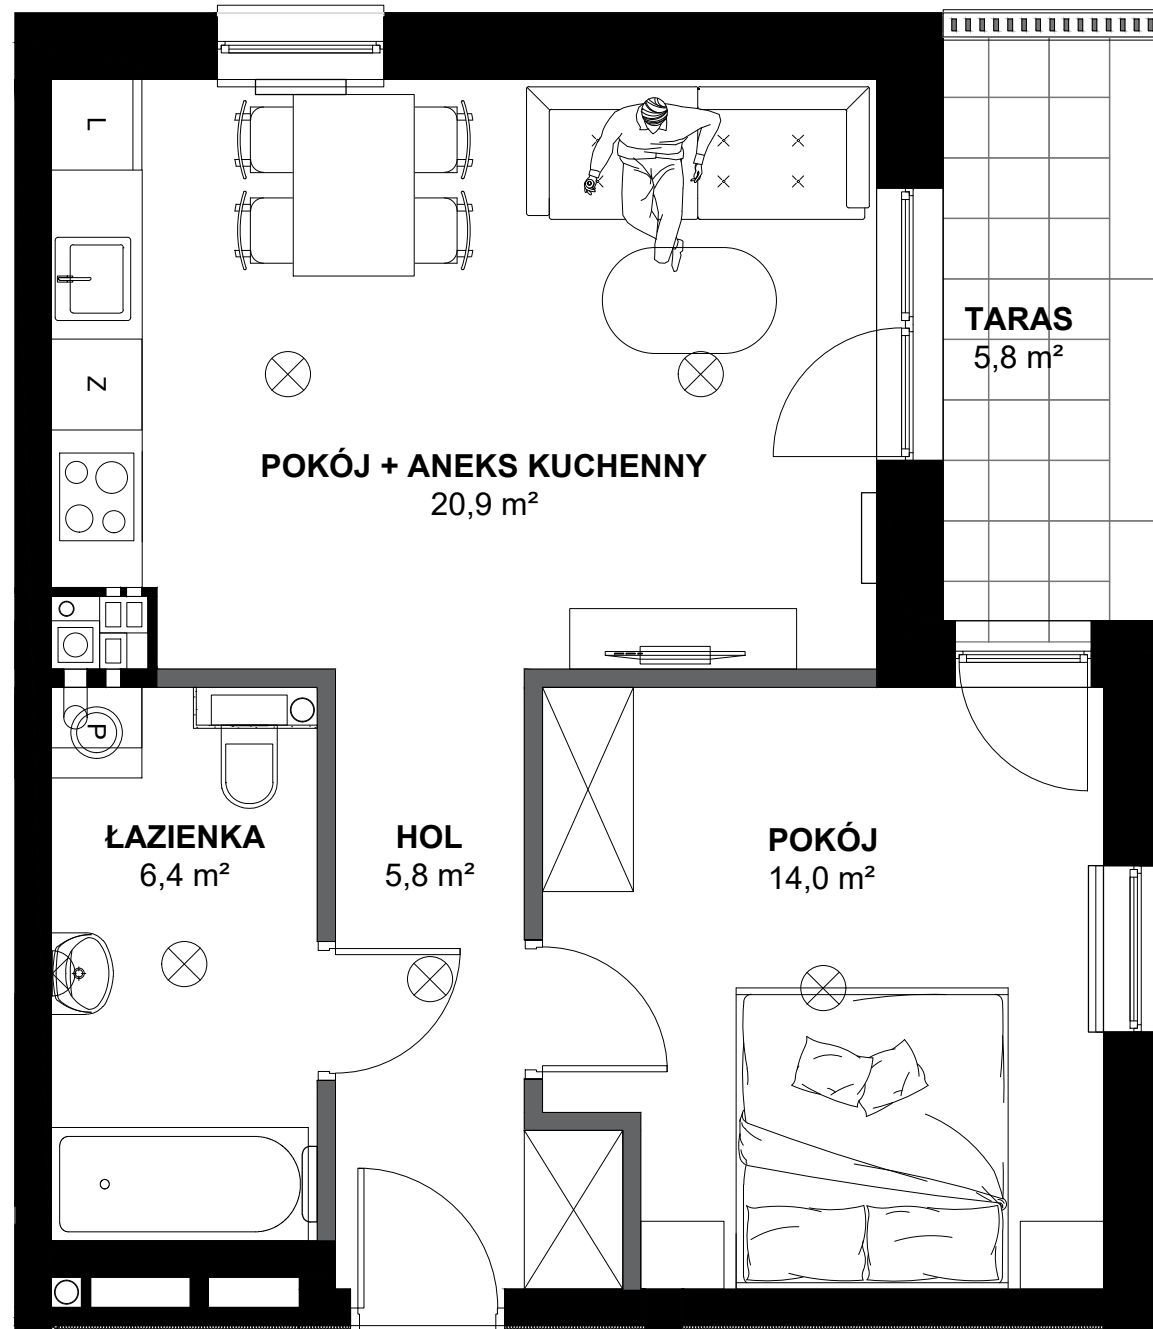 L
TARAS
5,8 m²
Z
POKÓJ + ANEKS KUCHENNY
20,9 m²
P
ŁAZIENKA
6,4 m²
HOL
5,8 m²
POKÓJ
14,0 m²